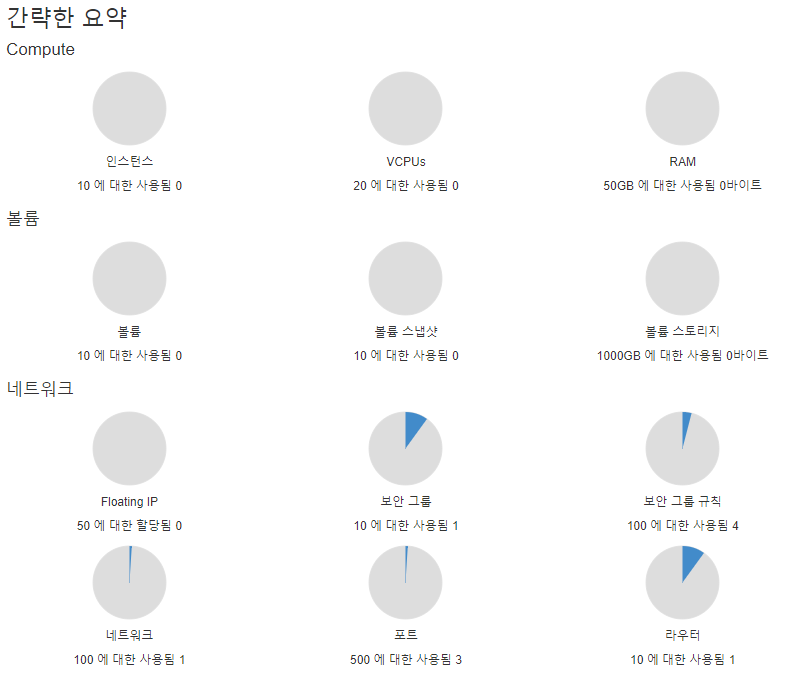 간략한 요약
Compute
인스턴스 VCPUs RAM
10 에 대한 사용됨 0 20 에 대한 사용됨 0 50GB 에 대한 사용됨 0바이트
볼륨
볼륨 볼륨 스냅샷 볼륨 스토리지
10 에 대한 사용됨 0 10 에 대한 사용됨 0 1000GB 에 대한 사용됨 0바이트
네트워크
Floating IP 보안 그룹 보안 그룹 규칙
50 에 대한 할당됨 0 10 에 대한 사용됨 1 100 에 대한 사용됨 4
네트워크 포트 라우터
100 에 대한 사용됨 1 500 에 대한 사용됨 3 10 에 대한 사용됨 1